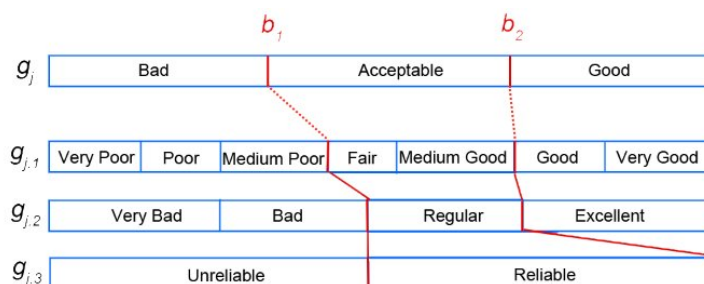 b1 b2
gj Bad Acceptable Good
gj.1 Very Poor Poor Medium Poor Fair Medium Good Good Very Good
gj.2 Very Bad Bad Regular Excellent
gj.3 Unreliable Reliable